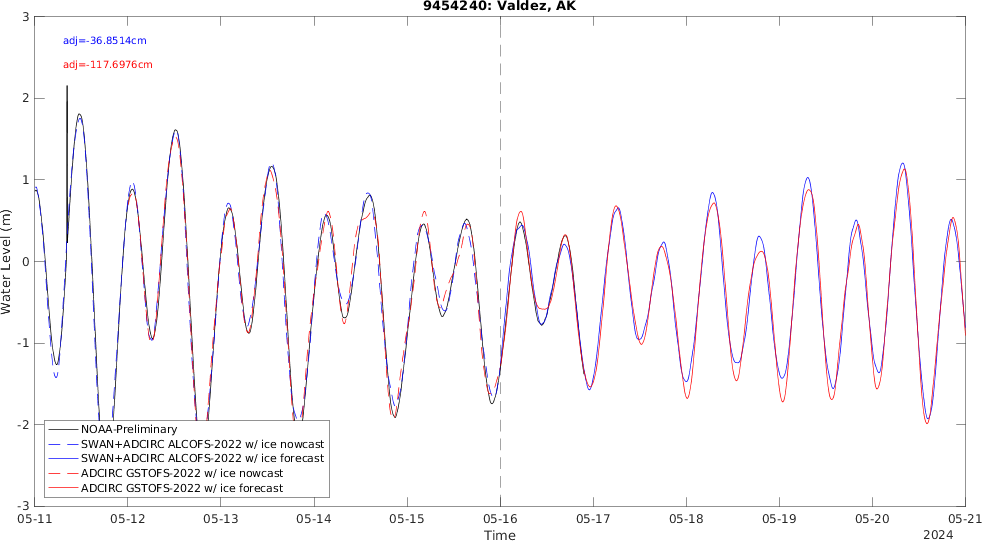 9454240: Valdez, AK
adj=-36.8514cm
adj=-117.6976cm
Water Level (m)
3
2
1
0
-1
-2
-3
NOAA-Preliminary
SWAN+ADCIRC ALCOFS-2022 w/ ice nowcast
SWAN+ADCIRC ALCOFS-2022 w/ ice forecast
ADCIRC GSTOFS-2022 w/ ice nowcast
ADCIRC GSTOFS-2022 w/ ice forecast
05-11 05-12 05-13 05-14 05-15 05-16 05-17 05-18 05-19 05-20 05-21
Time
2024